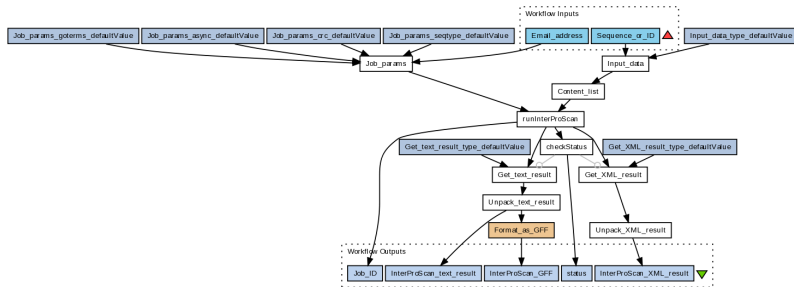 Workflow Inputs
Job_params_goterms_defaultValue
Job_params_async_defaultValue
Job_params_crc_defaultValue
Job_params_seqtype_defaultValue
Email_address
Sequence_or_ID
Input_data_type_defaultValue
Job_params
Input_data
Content_list
runInterProScan
Get_text_result_type_defaultValue
checkStatus
Get_XML_result_type_defaultValue
Get_text_result
Get_XML_result
Unpack_text_result
Format_as_GFF
Unpack_XML_result
Workflow Outputs
Job_ID
InterProScan_text_result
InterProScan_GFF
status
InterProScan_XML_result